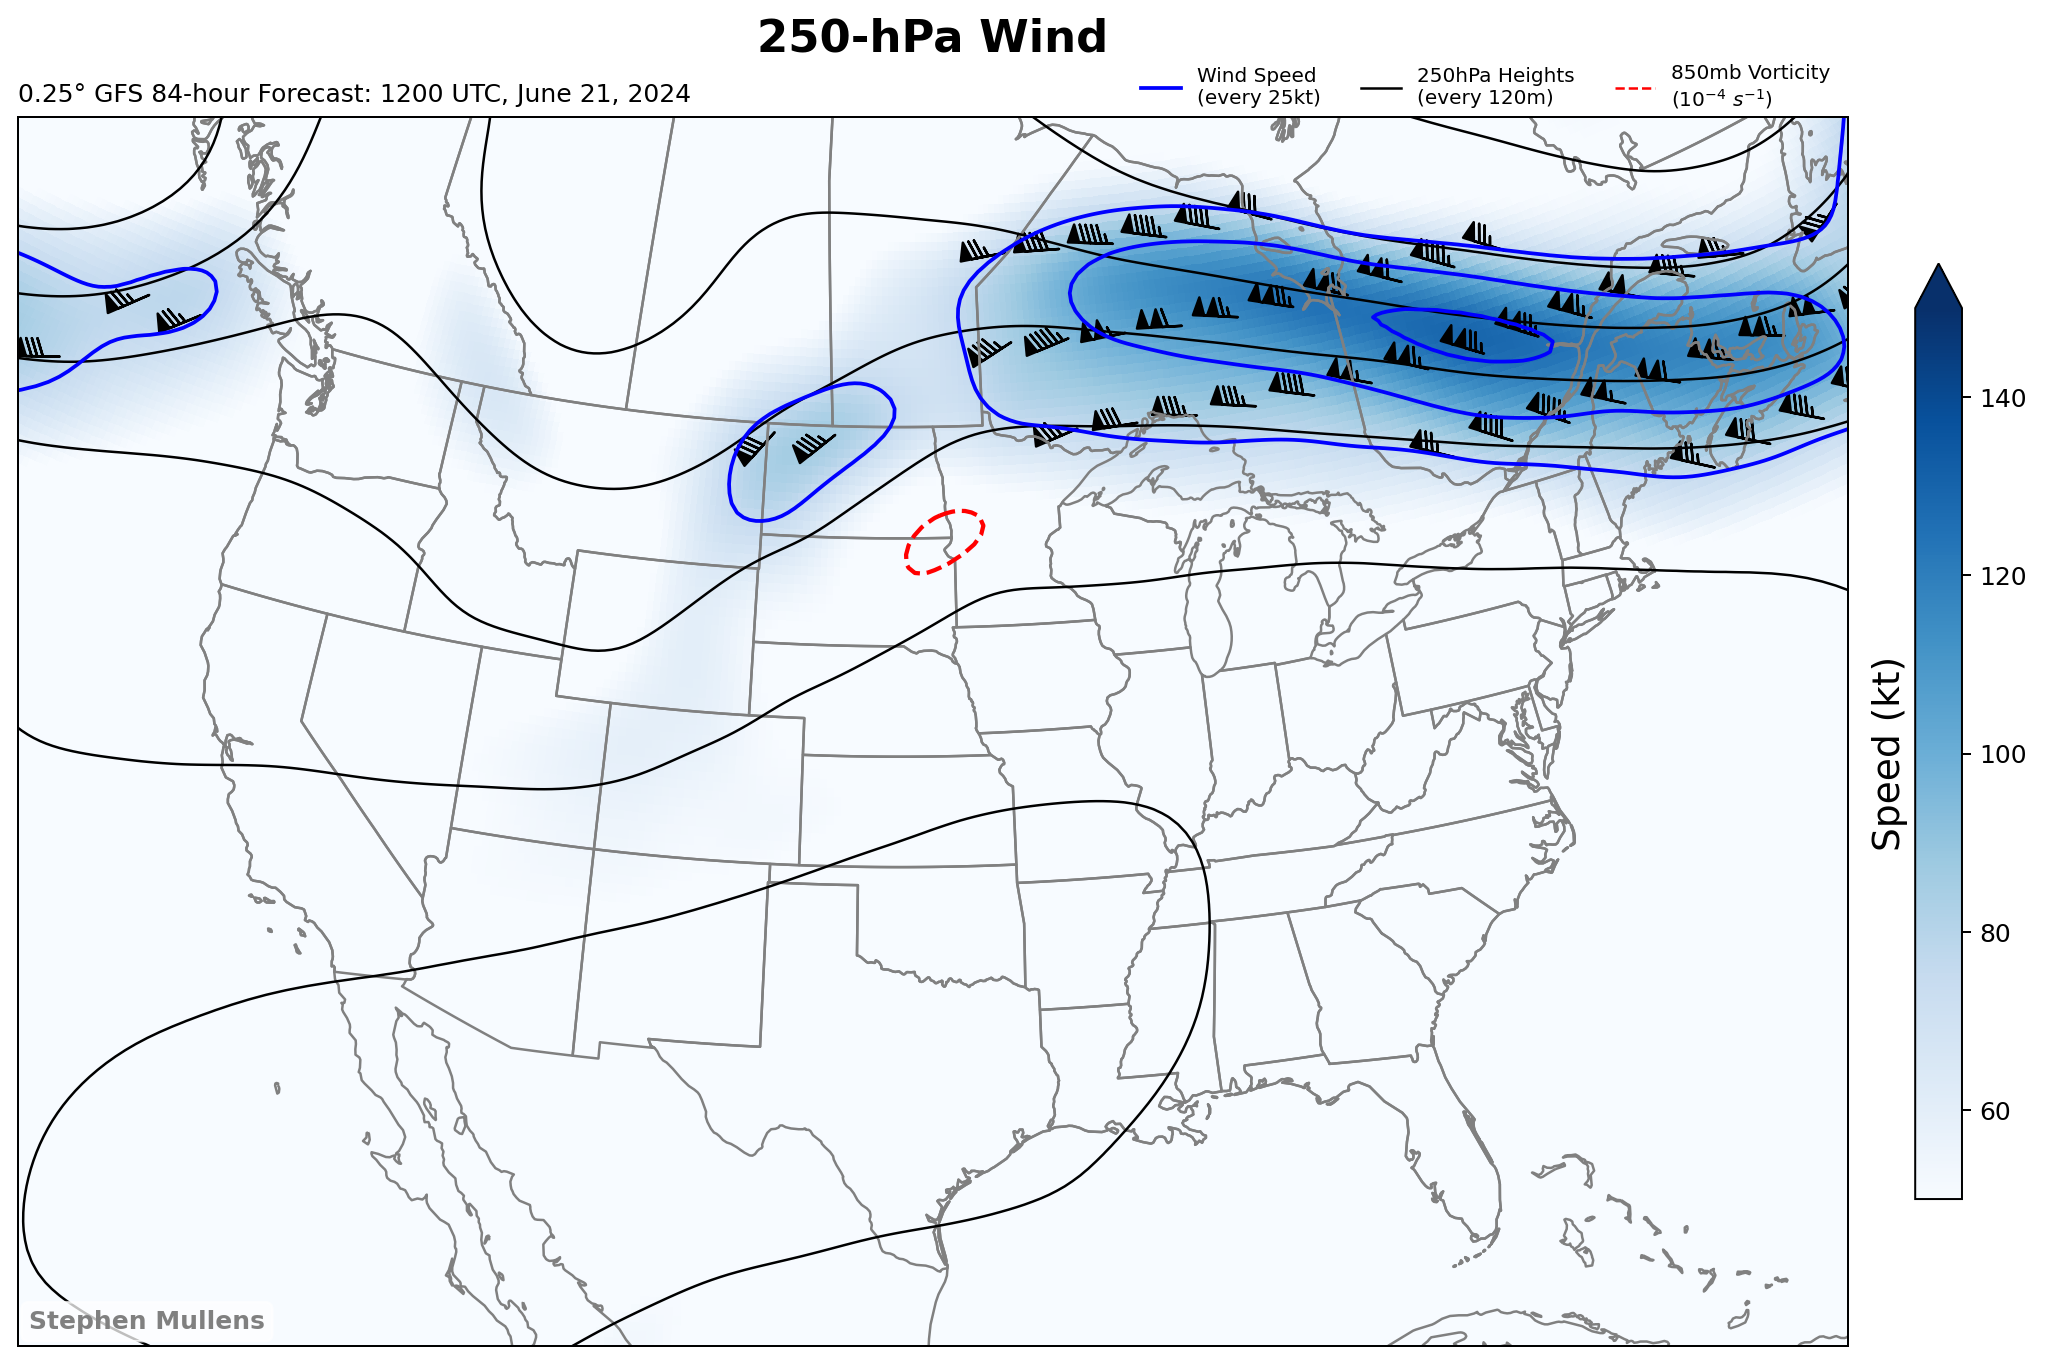 250-hPa Wind
0.25° GFS 84-hour Forecast: 1200 UTC, June 21, 2024
Wind Speed
(every 25kt)
250hPa Heights
(every 120m)
850mb Vorticity
(10⁻⁴ s⁻¹)
140
120
100
80
60
Speed (kt)
Stephen Mullens